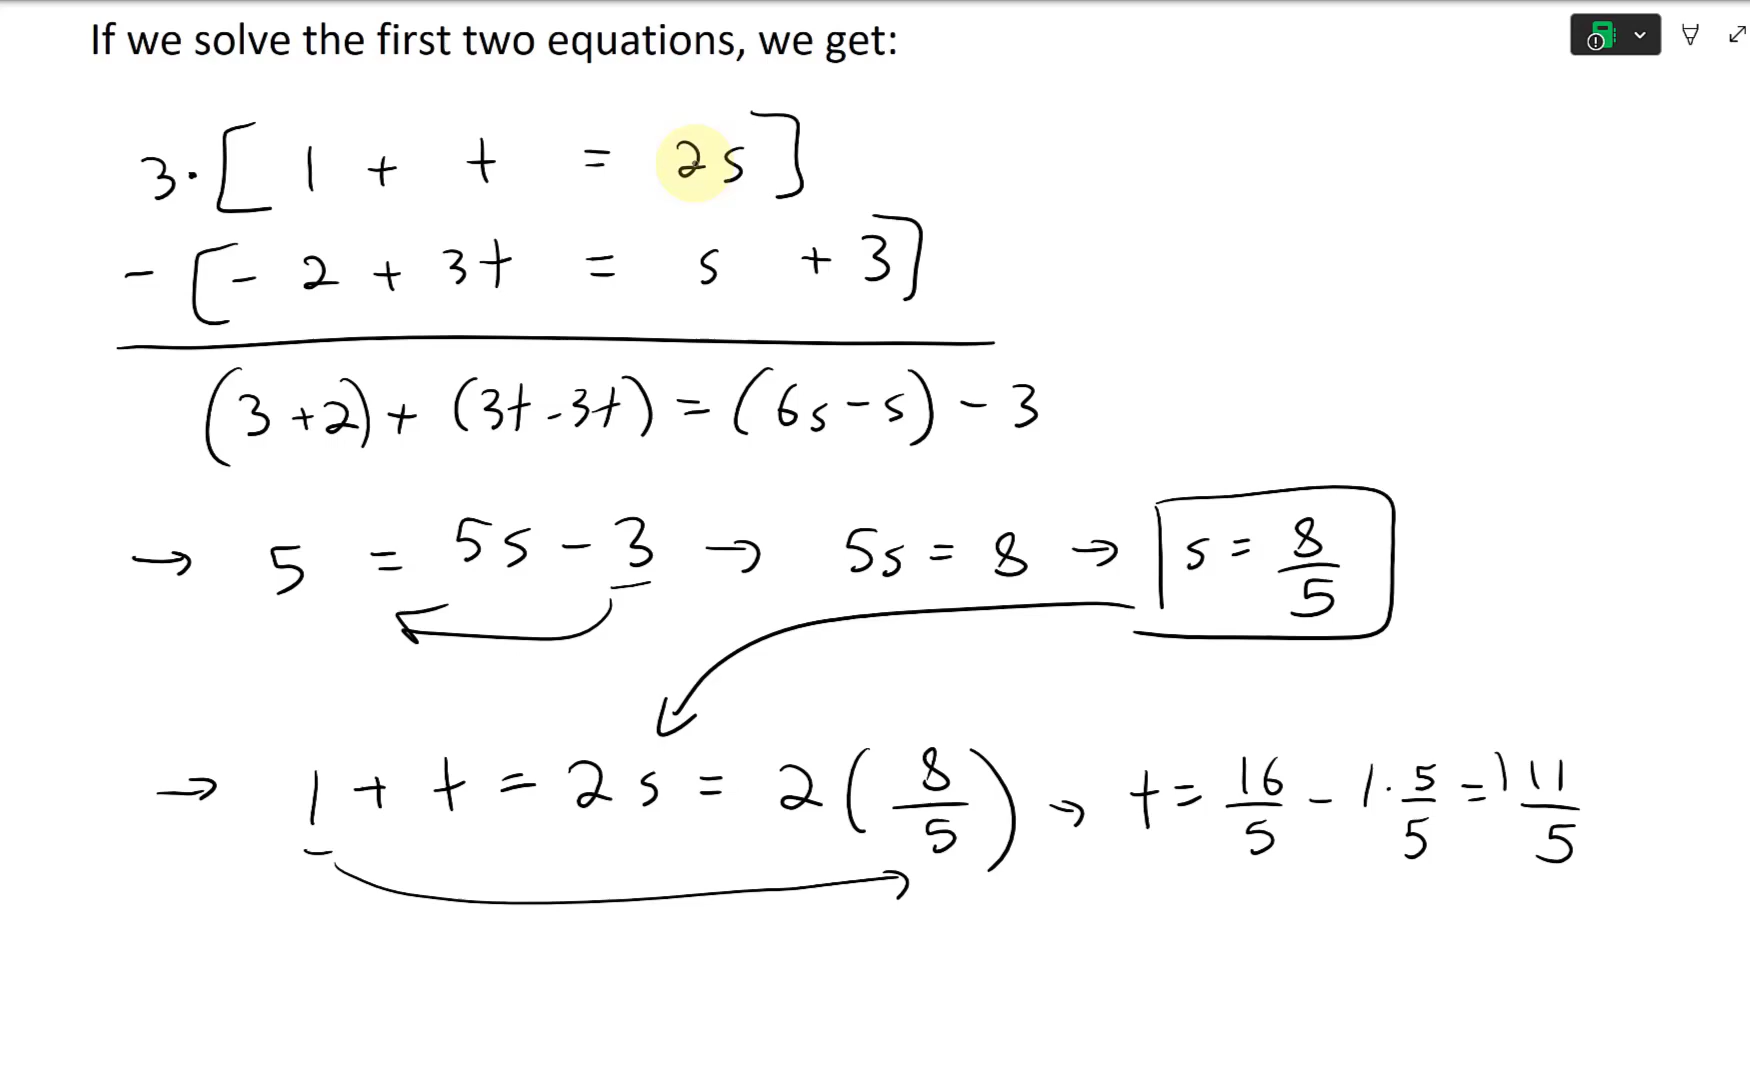 If we solve the first two equations, we get:
3·[ 1 + t = 2s ]
- [ - 2 + 3t = s + 3 ]
(3+2) + (3t-3t) = (6s-s) - 3
→ 5 = 5s - 3 → 5s = 8 → s = 8/5
→ 1 + t = 2s = 2(8/5) → t = 16/5 - 1·5/5 = 11/5